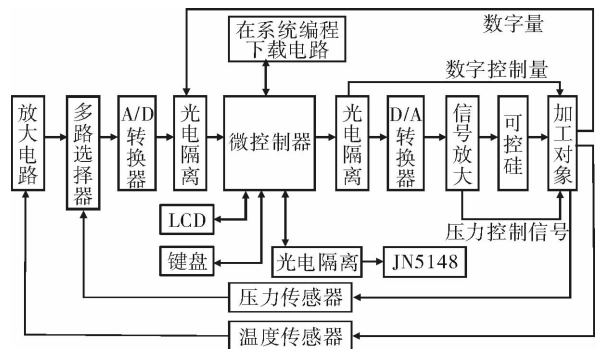 数字量
在系统编程
下载电路
数字控制量
放大电路
多路选择器
A/D
转换器
光电隔离
微控制器
光电隔离
D/A
转换器
信号放大
可控硅
加工对象
LCD
压力控制信号
键盘
光电隔离
JN5148
压力传感器
温度传感器